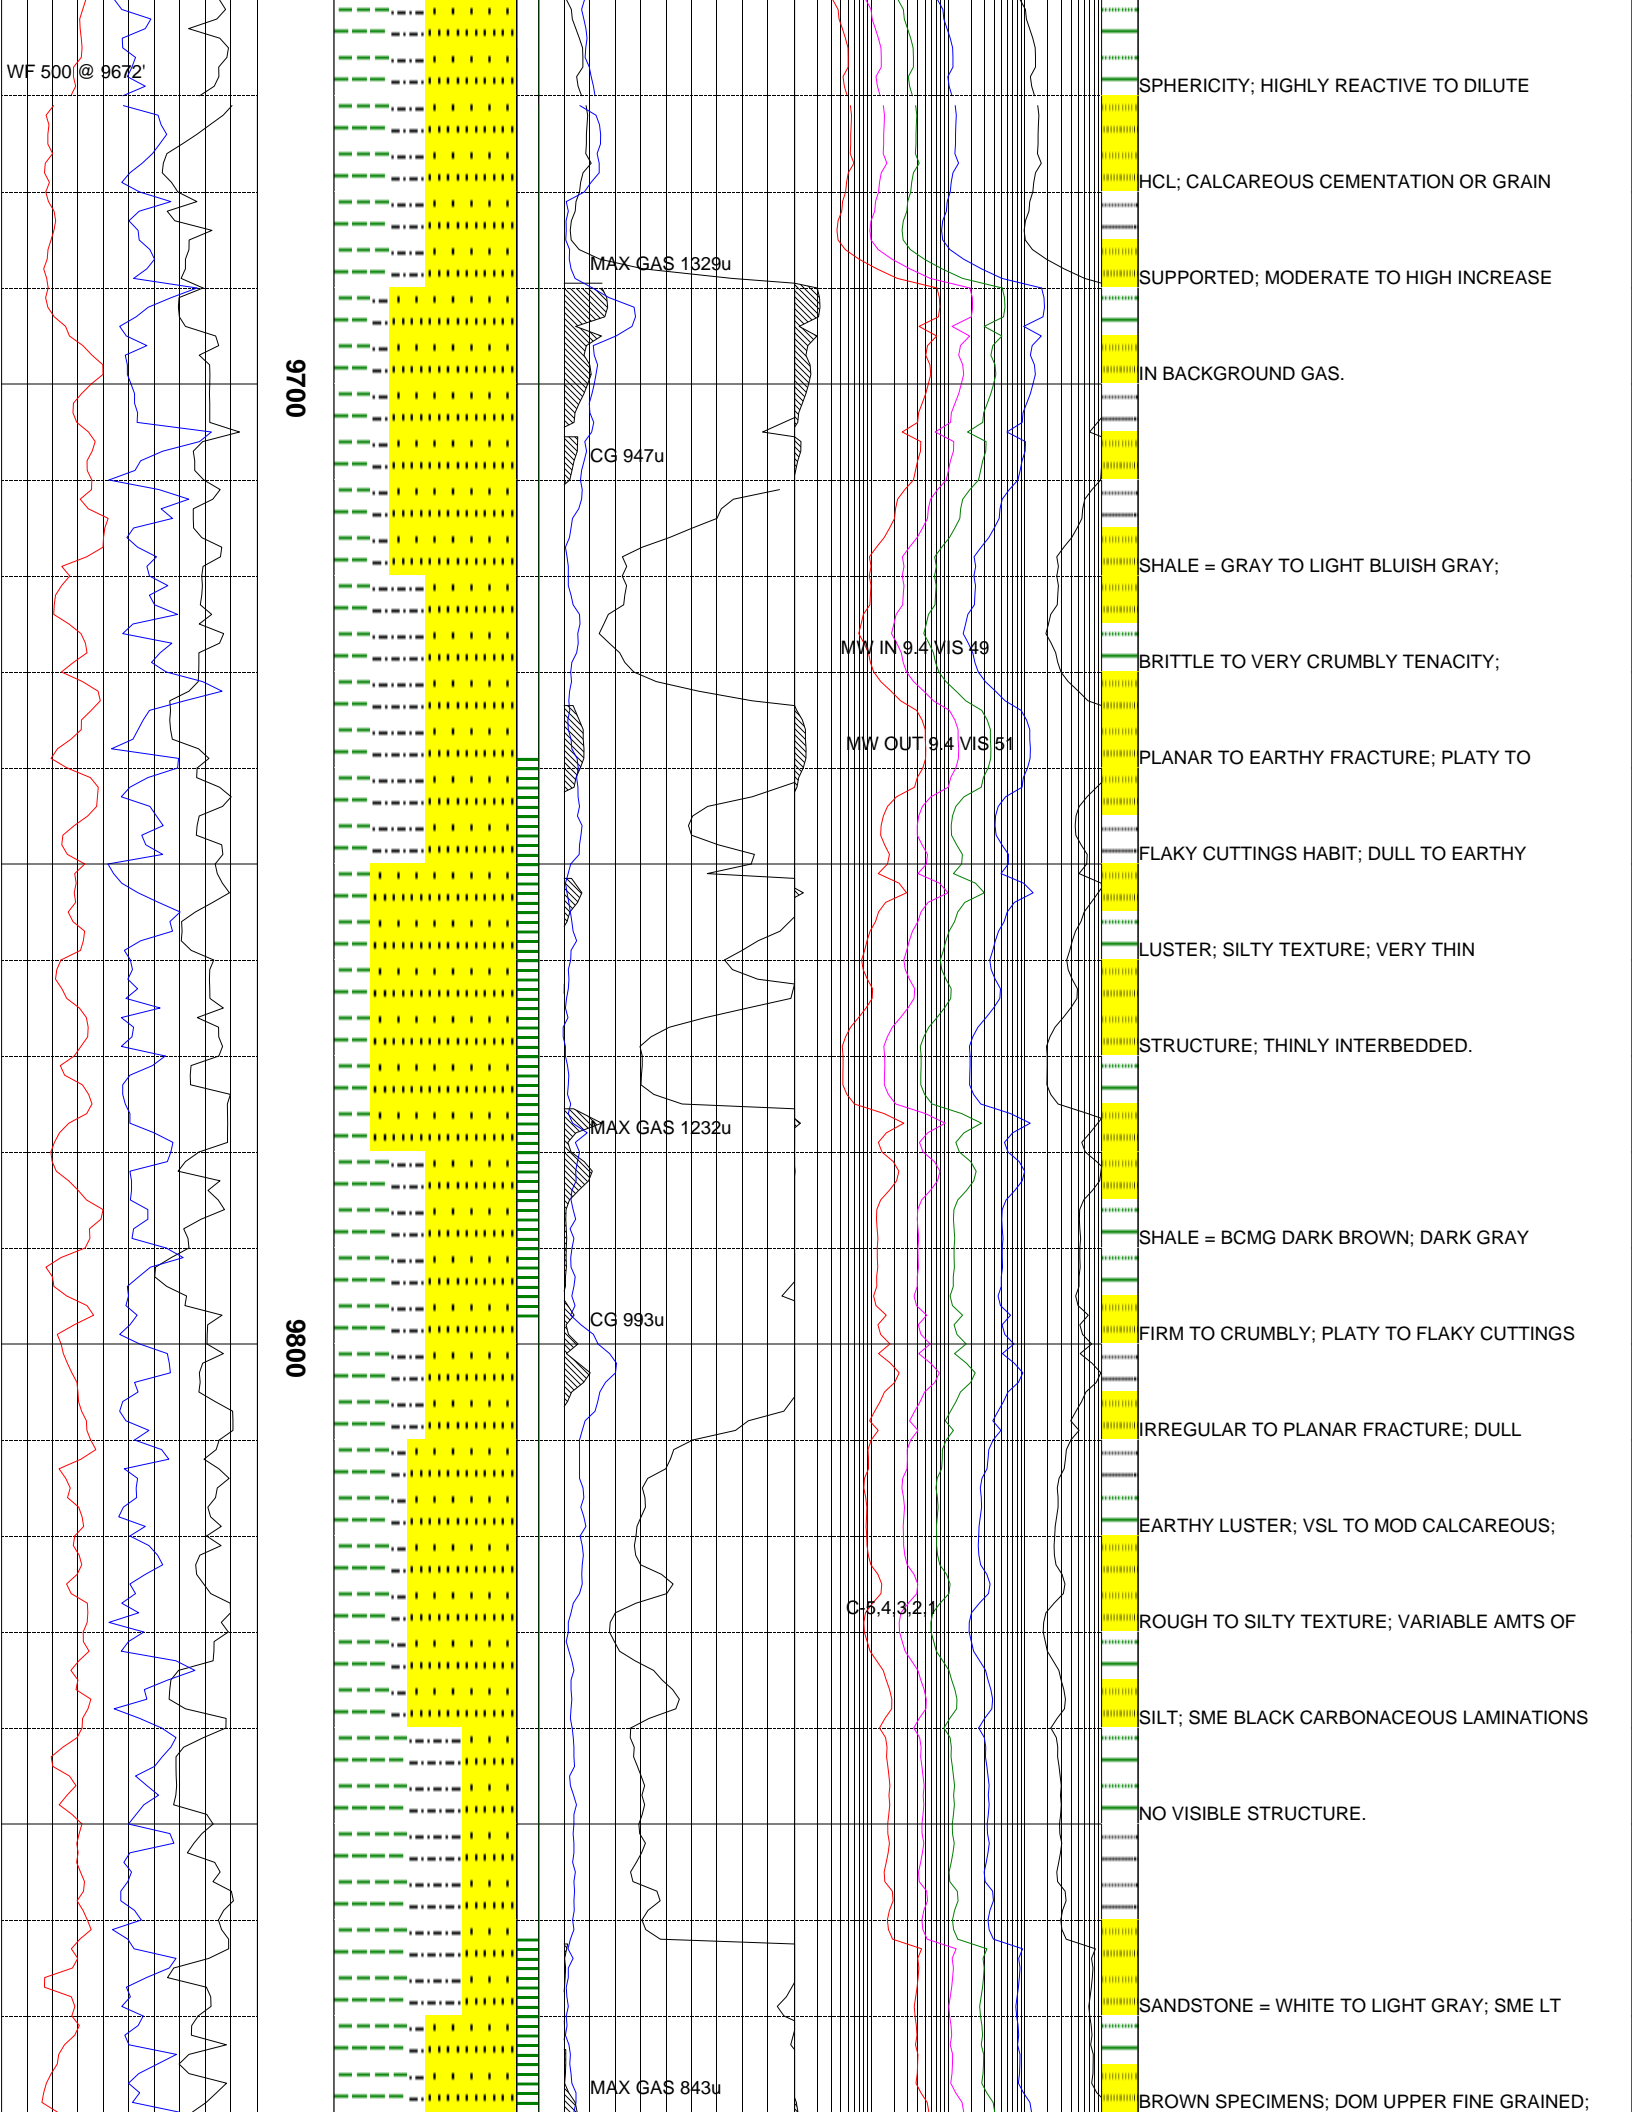 WF 500 @ 9672'
SPHERICITY; HIGHLY REACTIVE TO DILUTE
HCL; CALCAREOUS CEMENTATION OR GRAIN
MAX GAS 1329u
SUPPORTED; MODERATE TO HIGH INCREASE
9700
IN BACKGROUND GAS.
CG 947u
SHALE = GRAY TO LIGHT BLUISH GRAY;
MW IN 9.4 VIS 49
BRITTLE TO VERY CRUMBLY TENACITY;
MW OUT 9.4 VIS 51
PLANAR TO EARTHY FRACTURE; PLATY TO
FLAKY CUTTINGS HABIT; DULL TO EARTHY
LUSTER; SILTY TEXTURE; VERY THIN
STRUCTURE; THINLY INTERBEDDED.
MAX GAS 1232u
SHALE = BCMG DARK BROWN; DARK GRAY
CG 993u
9800
FIRM TO CRUMBLY; PLATY TO FLAKY CUTTINGS
IRREGULAR TO PLANAR FRACTURE; DULL
EARTHY LUSTER; VSL TO MOD CALCAREOUS;
C-5,4,3,2,1
ROUGH TO SILTY TEXTURE; VARIABLE AMTS OF
SILT; SME BLACK CARBONACEOUS LAMINATIONS
NO VISIBLE STRUCTURE.
SANDSTONE = WHITE TO LIGHT GRAY; SME LT
MAX GAS 843u
BROWN SPECIMENS; DOM UPPER FINE GRAINED;